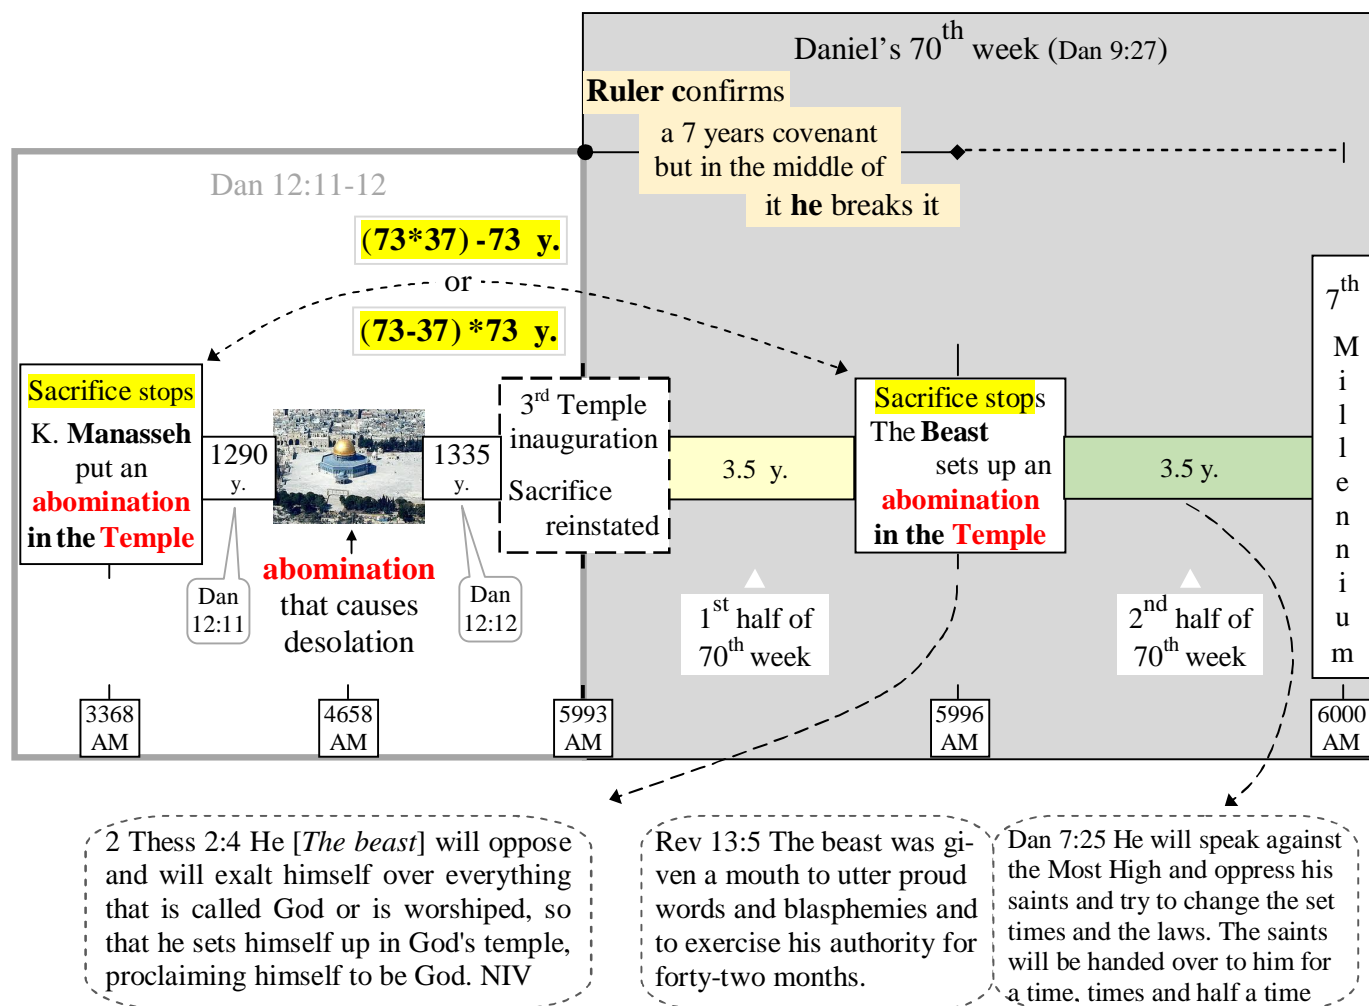 Daniel’s 70th week (Dan 9:27)
Ruler confirms
a 7 years covenant
but in the middle of
it he breaks it
Dan 12:11-12
(73*37) -73 y.
or
(73-37) *73 y.
Sacrifice stops
K. Manasseh
put an
abomination
in the Temple
1290
y.
1335
y.
3rd Temple
inauguration
Sacrifice
reinstated
3.5 y.
Sacrifice stops
The Beast
sets up an
abomination
in the Temple
3.5 y.
7th
M
i
l
l
e
n
n
i
u
m
Dan
12:11
abomination
that causes
desolation
Dan
12:12
1st half of
70th week
2nd half of
70th week
3368
AM
4658
AM
5993
AM
5996
AM
6000
AM
2 Thess 2:4 He [The beast] will oppose
and will exalt himself over everything
that is called God or is worshiped, so
that he sets himself up in God's temple,
proclaiming himself to be God. NIV
Rev 13:5 The beast was gi-
ven a mouth to utter proud
words and blasphemies and
to exercise his authority for
forty-two months.
Dan 7:25 He will speak against
the Most High and oppress his
saints and try to change the set
times and the laws. The saints
will be handed over to him for
a time, times and half a time